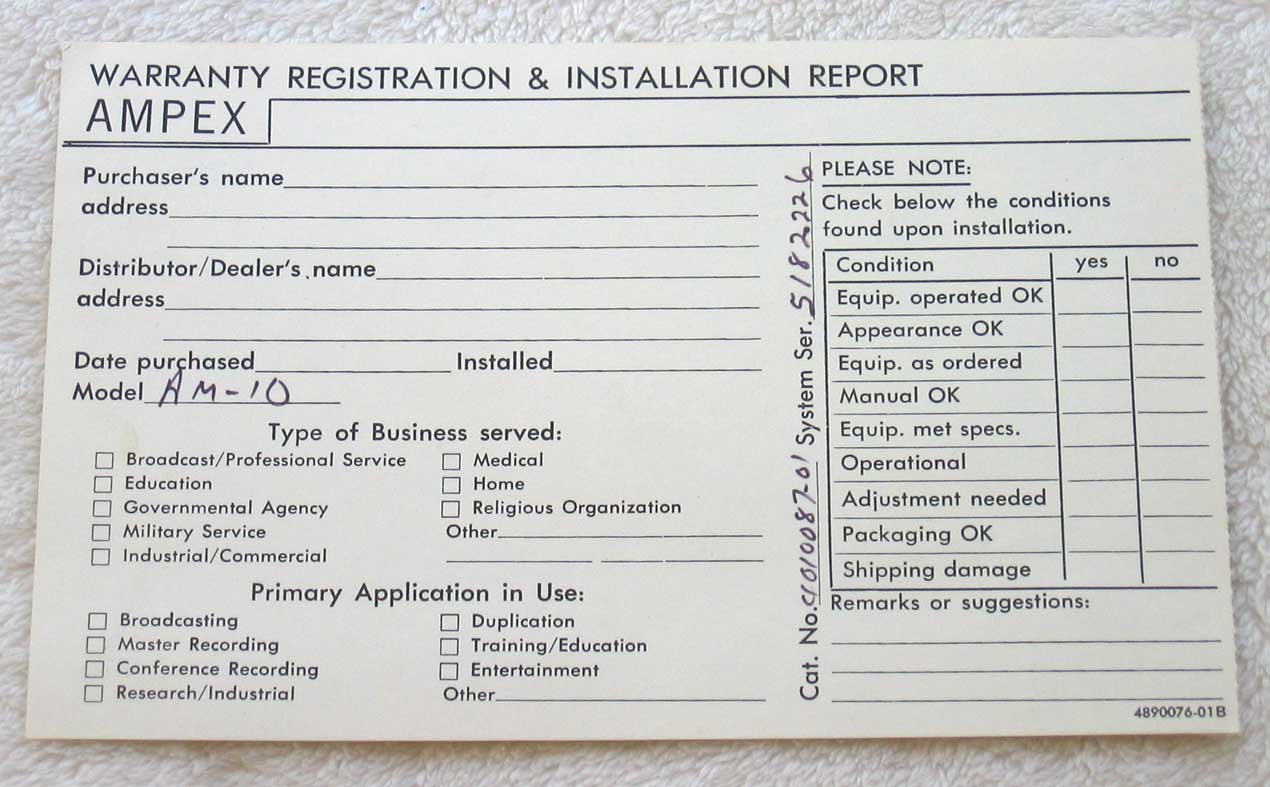 WARRANTY REGISTRATION & INSTALLATION REPORT
AMPEX
Purchaser's name
address
Distributor/Dealer's name
address
Date purchased Installed
Model AM-10
Type of Business served:
☐ Broadcast/Professional Service
☐ Education
☐ Governmental Agency
☐ Military Service
☐ Industrial/Commercial
☐ Medical
☐ Home
☐ Religious Organization
Other
Primary Application in Use:
☐ Broadcasting
☐ Master Recording
☐ Conference Recording
☐ Research/Industrial
☐ Duplication
☐ Training/Education
☐ Entertainment
Other
Cat. No. 4010087-01 System Ser. 5182226
PLEASE NOTE:
Check below the conditions
found upon installation.
Condition yes no
Equip. operated OK
Appearance OK
Equip. as ordered
Manual OK
Equip. met specs.
Operational
Adjustment needed
Packaging OK
Shipping damage
Remarks or suggestions:
4890076-01B